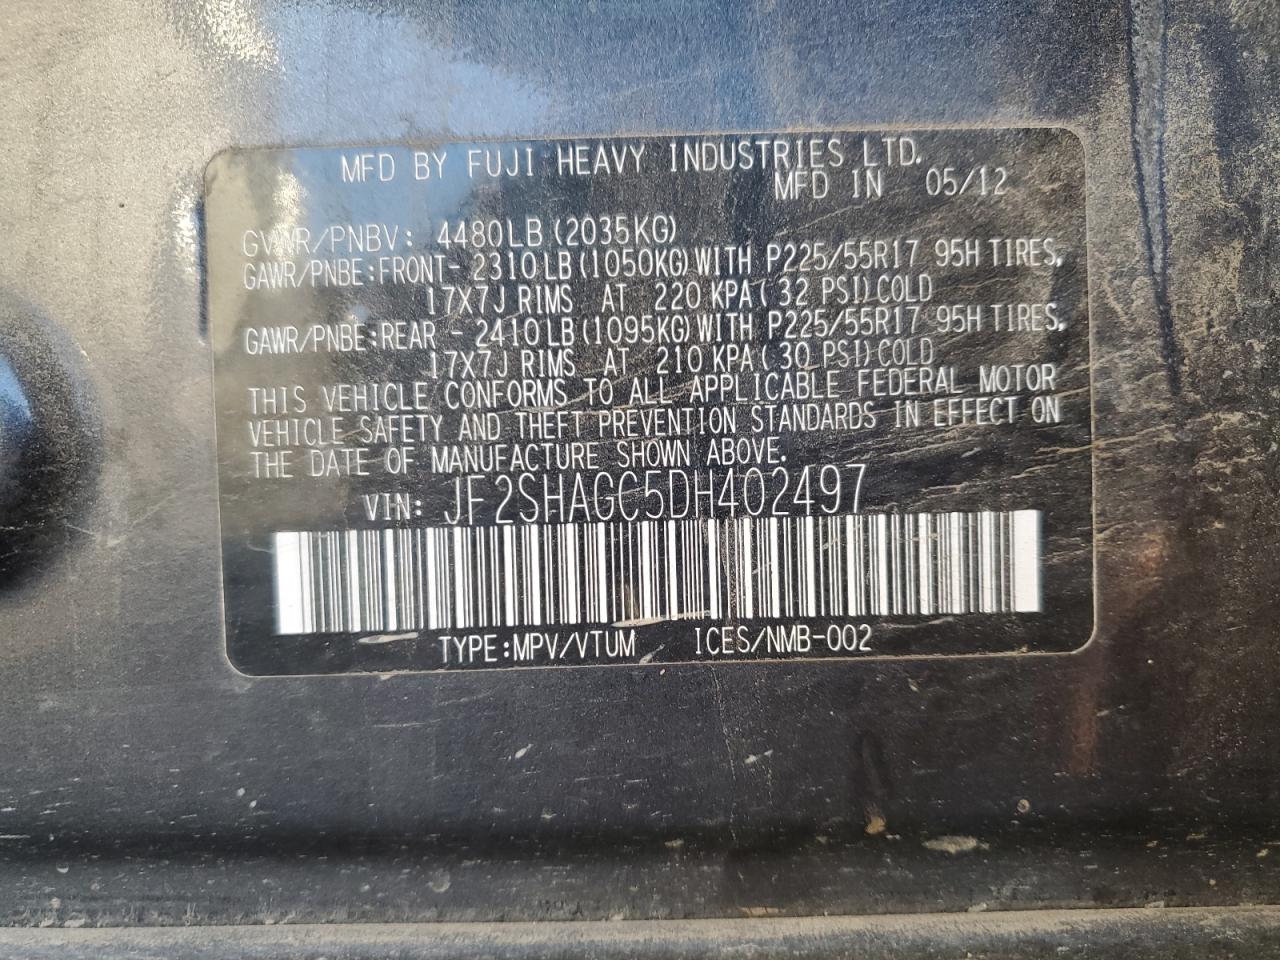 MFD BY FUJI HEAVY INDUSTRIES LTD.
MFD IN 05/12
GVWR/PNBV: 4480LB (2035KG)
GAWR/PNBE:FRONT- 2310LB (1050KG) WITH P225/55R17 95H TIRES,
17X7J RIMS AT 220 KPA( 32 PSI) COLD
GAWR/PNBE:REAR - 2410LB (1095KG) WITH P225/55R17 95H TIRES,
17X7J RIMS AT 210 KPA( 30 PSI) COLD
THIS VEHICLE CONFORMS TO ALL APPLICABLE FEDERAL MOTOR
VEHICLE SAFETY AND THEFT PREVENTION STANDARDS IN EFFECT ON
THE DATE OF MANUFACTURE SHOWN ABOVE.
VIN: JF2SHAGC5DH402497
TYPE:MPV/VTUM ICES/NMB-002